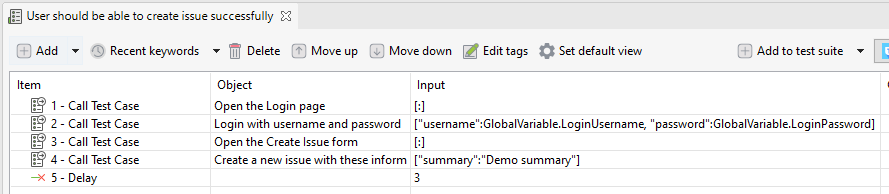 User should be able to create issue successfully
Add Recent keywords Delete Move up Move down Edit tags Set default view Add to test suite
Item Object Input
1 - Call Test Case Open the Login page [:]
2 - Call Test Case Login with username and password ["username":GlobalVariable.LoginUsername, "password":GlobalVariable.LoginPassword]
3 - Call Test Case Open the Create Issue form [:]
4 - Call Test Case Create a new issue with these inform ["summary":"Demo summary"]
5 - Delay 3